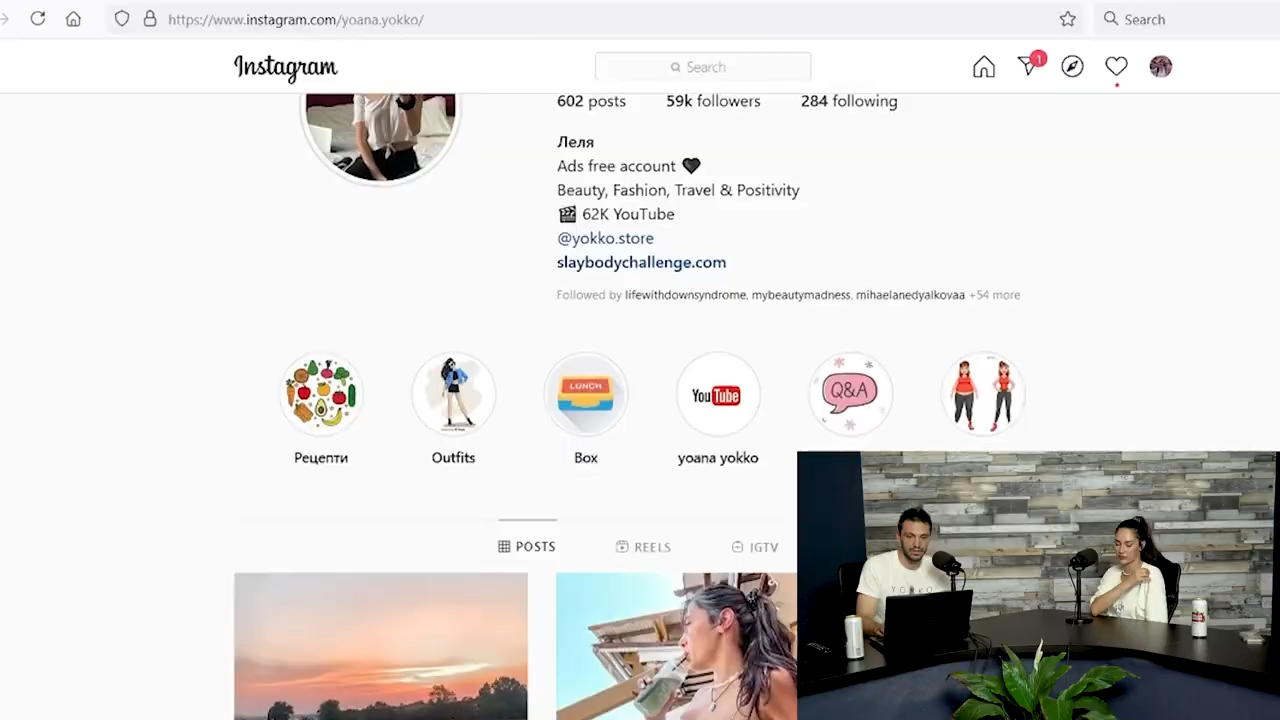 https://www.instagram.com/yoana.yokko/
Search
Instagram
Search
1
602 posts 59k followers 284 following
Леля
Ads free account
Beauty, Fashion, Travel & Positivity
62K YouTube
@yokko.store
slaybodychallenge.com
Followed by lifewithdownsyndrome, mybeautymadness, mihaelanedyalkovaa +54 more
LUNCH
YouTube
Q&A
Рецепти
Outfits
Box
yoana yokko
POSTS
REELS
IGTV
YOKKO